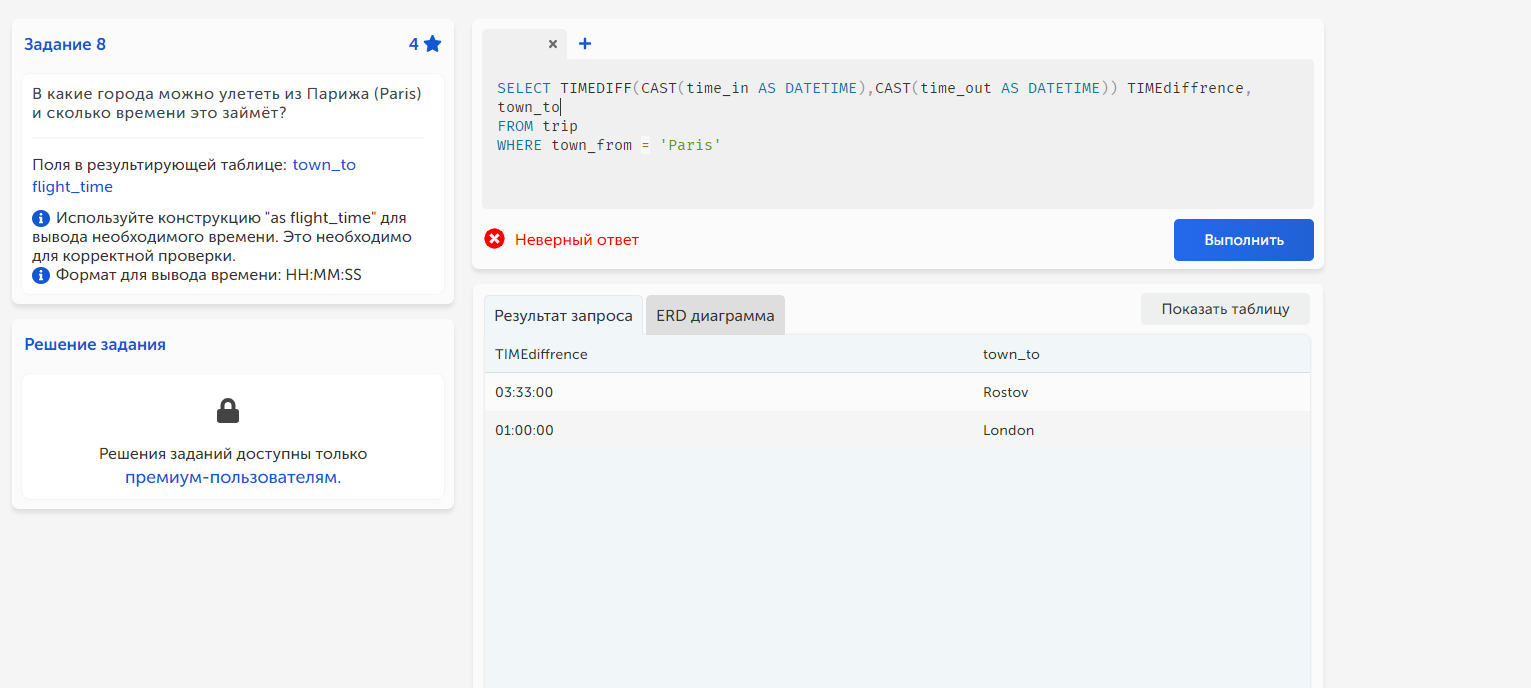 Задание 8
4
В какие города можно улететь из Парижа (Paris)
и сколько времени это займёт?
Поля в результирующей таблице: town_to
flight_time
Используйте конструкцию "as flight_time" для
вывода необходимого времени. Это необходимо
для корректной проверки.
Формат для вывода времени: HH:MM:SS
Решение задания
Решения заданий доступны только
премиум-пользователям.
SELECT TIMEDIFF(CAST(time_in AS DATETIME),CAST(time_out AS DATETIME)) TIMEdiffrence,
town_to
FROM trip
WHERE town_from = 'Paris'
Неверный ответ
Выполнить
Результат запроса
ERD диаграмма
Показать таблицу
TIMEdiffrence town_to
03:33:00 Rostov
01:00:00 London